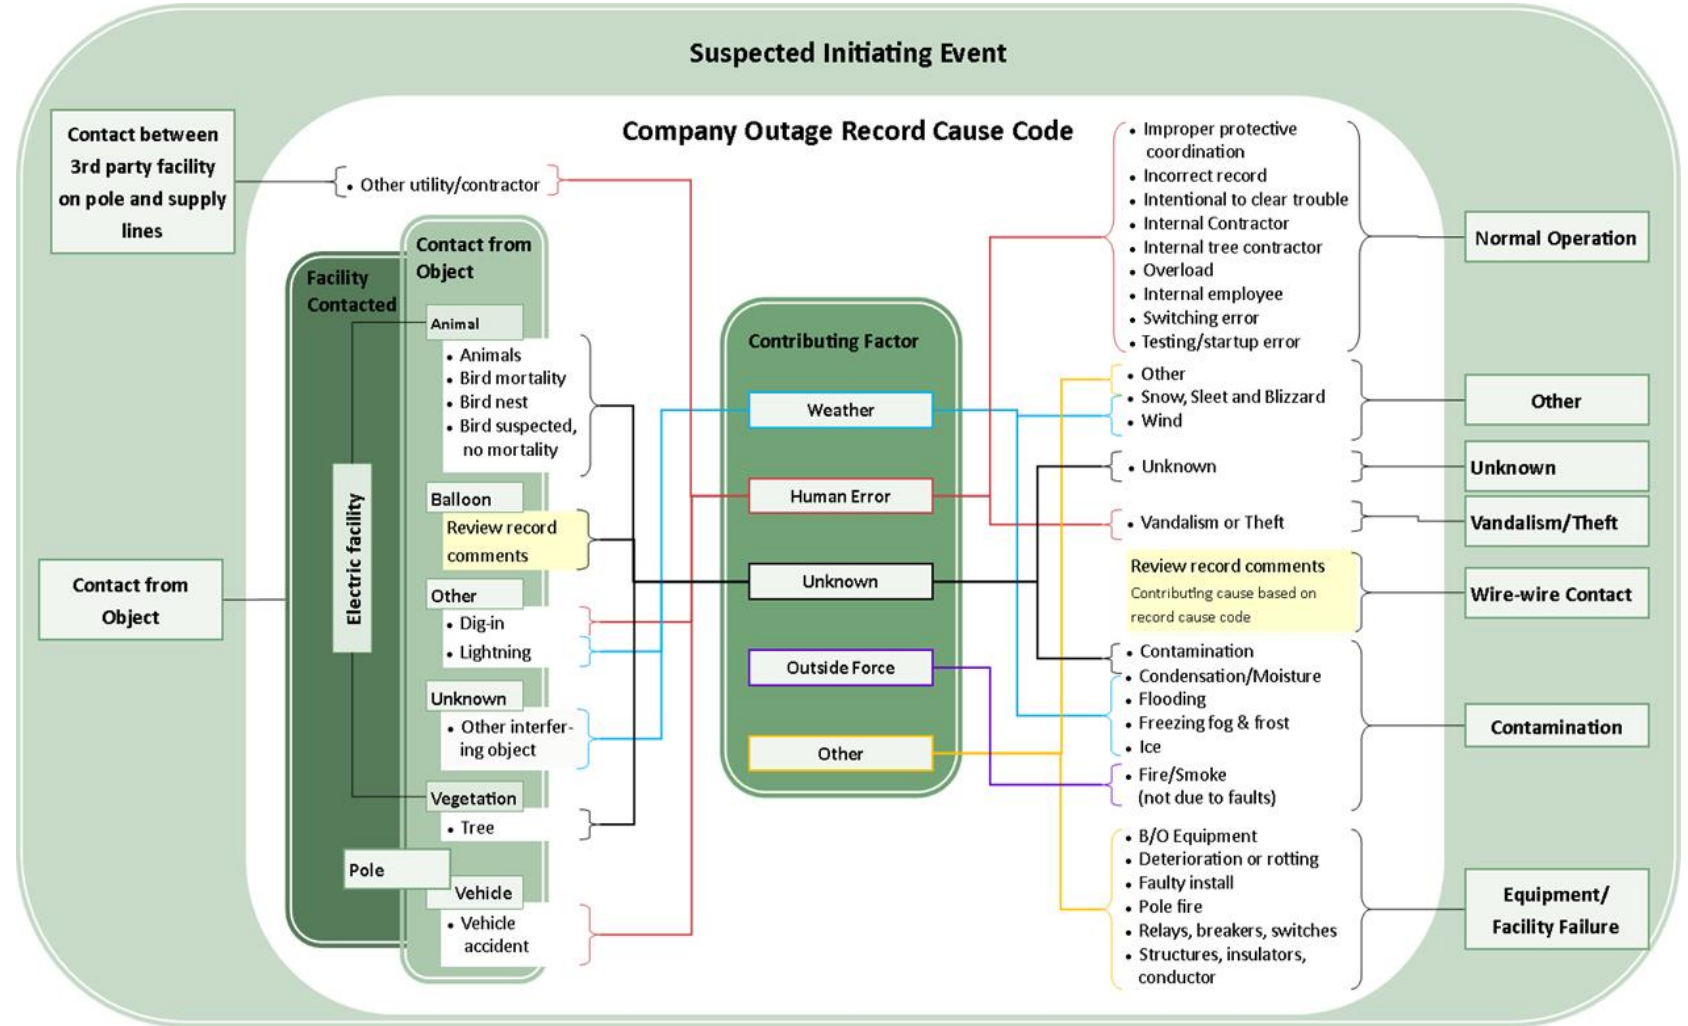 Suspected Initiating Event
Company Outage Record Cause Code
Contact between
3rd party facility
on pole and supply
lines
• Other utility/contractor
Contact from
Object
Facility
Contacted
Contact from
Object
Electric facility
Animal
• Animals
• Bird mortality
• Bird nest
• Bird suspected,
no mortality
Balloon
Review record
comments
Other
• Dig-in
• Lightning
Unknown
• Other interfer-
ing object
Vegetation
• Tree
Pole
Vehicle
• Vehicle
accident
Contributing Factor
Weather
Human Error
Unknown
Outside Force
Other
• Improper protective
coordination
• Incorrect record
• Intentional to clear trouble
• Internal Contractor
• Internal tree contractor
• Overload
• Internal employee
• Switching error
• Testing/startup error
Normal Operation
• Other
• Snow, Sleet and Blizzard
• Wind
Other
• Unknown
Unknown
• Vandalism or Theft
Vandalism/Theft
Review record comments
Contributing cause based on
record cause code
Wire-wire Contact
• Contamination
• Condensation/Moisture
• Flooding
• Freezing fog & frost
• Ice
• Fire/Smoke
(not due to faults)
Contamination
• B/O Equipment
• Deterioration or rotting
• Faulty install
• Pole fire
• Relays, breakers, switches
• Structures, insulators,
conductor
Equipment/
Facility Failure